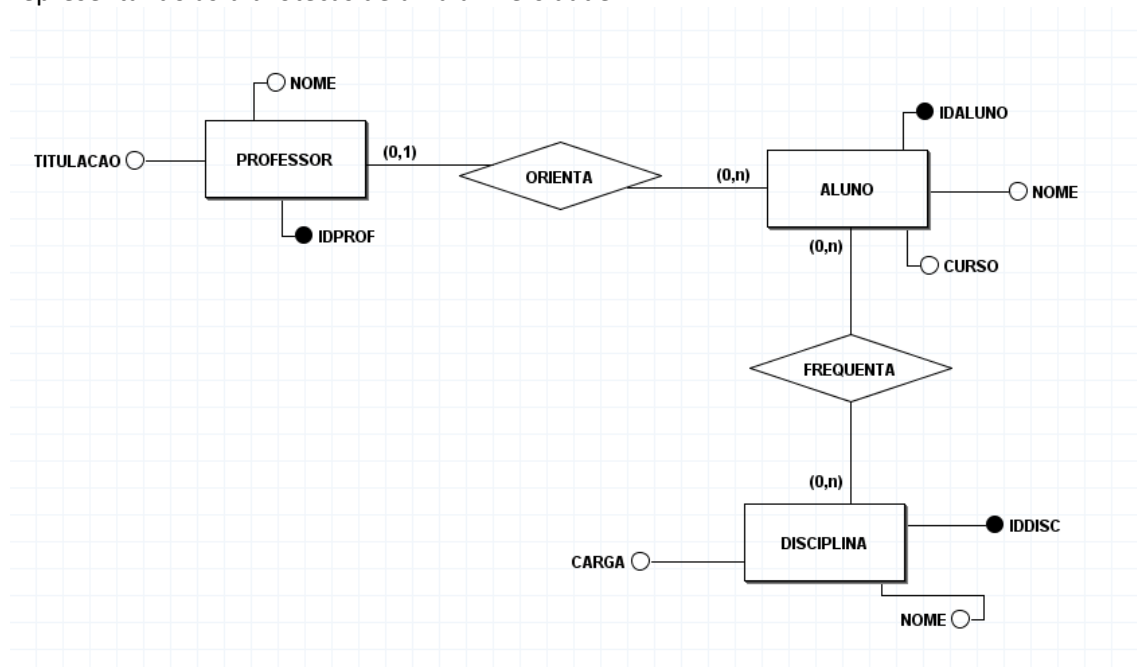 NOME
TITULACAO
PROFESSOR
(0,1)
ORIENTA
(0,n)
ALUNO
IDALUNO
NOME
CURSO
IDPROF
(0,n)
FREQUENTA
(0,n)
DISCIPLINA
IDDISC
CARGA
NOME